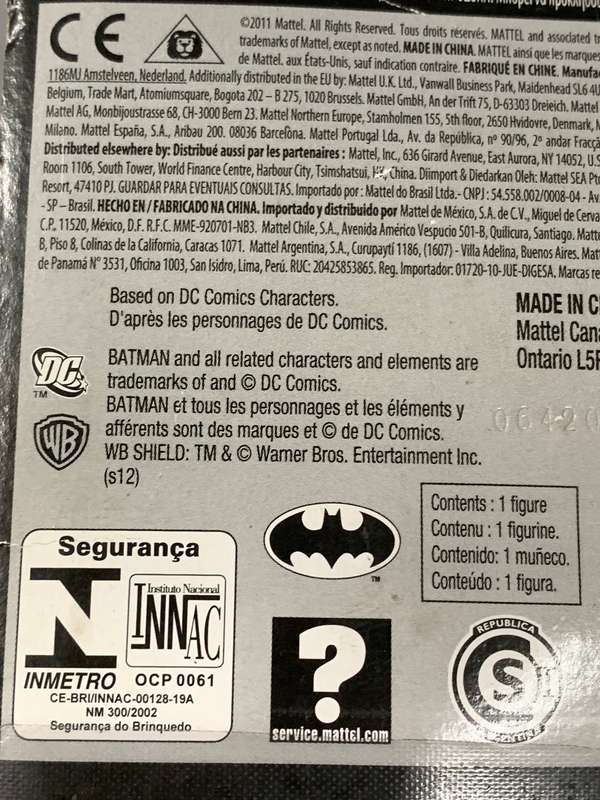 CE ©2011 Mattel. All Rights Reserved. Tous droits réservés. MATTEL and associated
trademarks of Mattel, except as noted. MADE IN CHINA. MATTEL ainsi que les marques
de Mattel. aux États-Unis, sauf indication contraire. FABRIQUÉ EN CHINE.
1186MJ Amstelveen, Nederland. Additionally distributed in the EU by: Mattel U.K. Ltd., Vanwall Business Park, Maidenhead SL6 4U
Belgium, Trade Mart, Atomiumsquare, Bogota 202 – B 275, 1020 Brussels. Mattel GmbH, An der Trift 75, D-63303 Dreieich. Mattel
Mattel AG, Monbijoustrasse 68, CH-3000 Bern 23. Mattel Northern Europe, Stamholmen 155, 5th floor, 2650 Hvidovre, Denmark,
Milano. Mattel España, S.A., Aribau 200. 08036 Barcelona. Mattel Portugal Lda., Av. da República, nº 90/96, 2º andar Fracçã
Distributed elsewhere by: Distribué aussi par les partenaires : Mattel, Inc., 636 Girard Avenue, East Aurora, NY 14052, U.S
Room 1106, South Tower, World Finance Centre, Harbour City, Tsimshatsui, China. Diimport & Diedarkan Oleh: Mattel SEA Pt
Resort, 47410 PJ. GUARDAR PARA EVENTUAIS CONSULTAS. Importado por : Mattel do Brasil Ltda.- CNPJ : 54.558.002/0008-04 - Av
- SP – Brasil. HECHO EN / FABRICADO NA CHINA. Importado y distribuido por Mattel de México, S.A. de C.V., Miguel de Cerva
C.P., 11520, México, D.F. R.F.C. MME-920701-NB3. Mattel Chile, S.A., Avenida Américo Vespucio 501-B, Quilicura, Santiago. Matte
B, Piso 8, Colinas de la California, Caracas 1071. Mattel Argentina, S.A., Curupaytí 1186, (1607) - Villa Adelina, Buenos Aires. Mat
de Panamá Nº 3531, Oficina 1003, San Isidro, Lima, Perú. RUC: 20425853865. Reg. Importador: 01720-10-JUE-DIGESA. Marcas re
Based on DC Comics Characters.
D'après les personnages de DC Comics.
MADE IN C
Mattel Cana
Ontario L5R
DC
TM
BATMAN and all related characters and elements are
trademarks of and © DC Comics.
BATMAN et tous les personnages et les éléments y
afférents sont des marques et © de DC Comics.
WB
WB SHIELD: TM & © Warner Bros. Entertainment Inc.
(s12)
064-20
Contents : 1 figure
Contenu : 1 figurine.
Contenido: 1 muñeco.
Conteúdo : 1 figura.
TM
Segurança
N
Instituto Nacional
INNAC
INMETRO OCP 0061
CE-BRI/INNAC-00128-19A
NM 300/2002
Segurança do Brinquedo
?
service.mattel.com
REPUBLICA
S